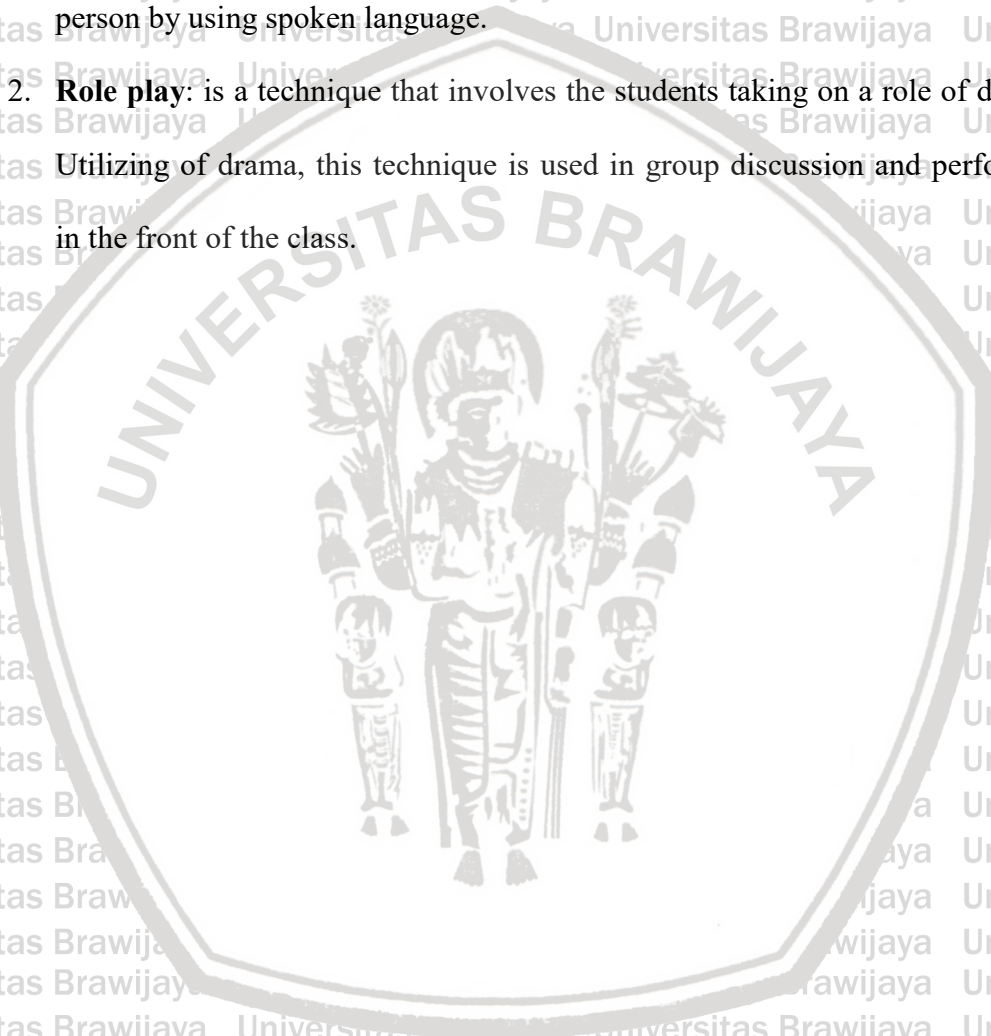 person by using spoken language.
2. Role play: is a technique that involves the students taking on a role of
Utilizing of drama, this technique is used in group discussion and
in the front of the class.
UNIVERSITAS BRAWIJAYA